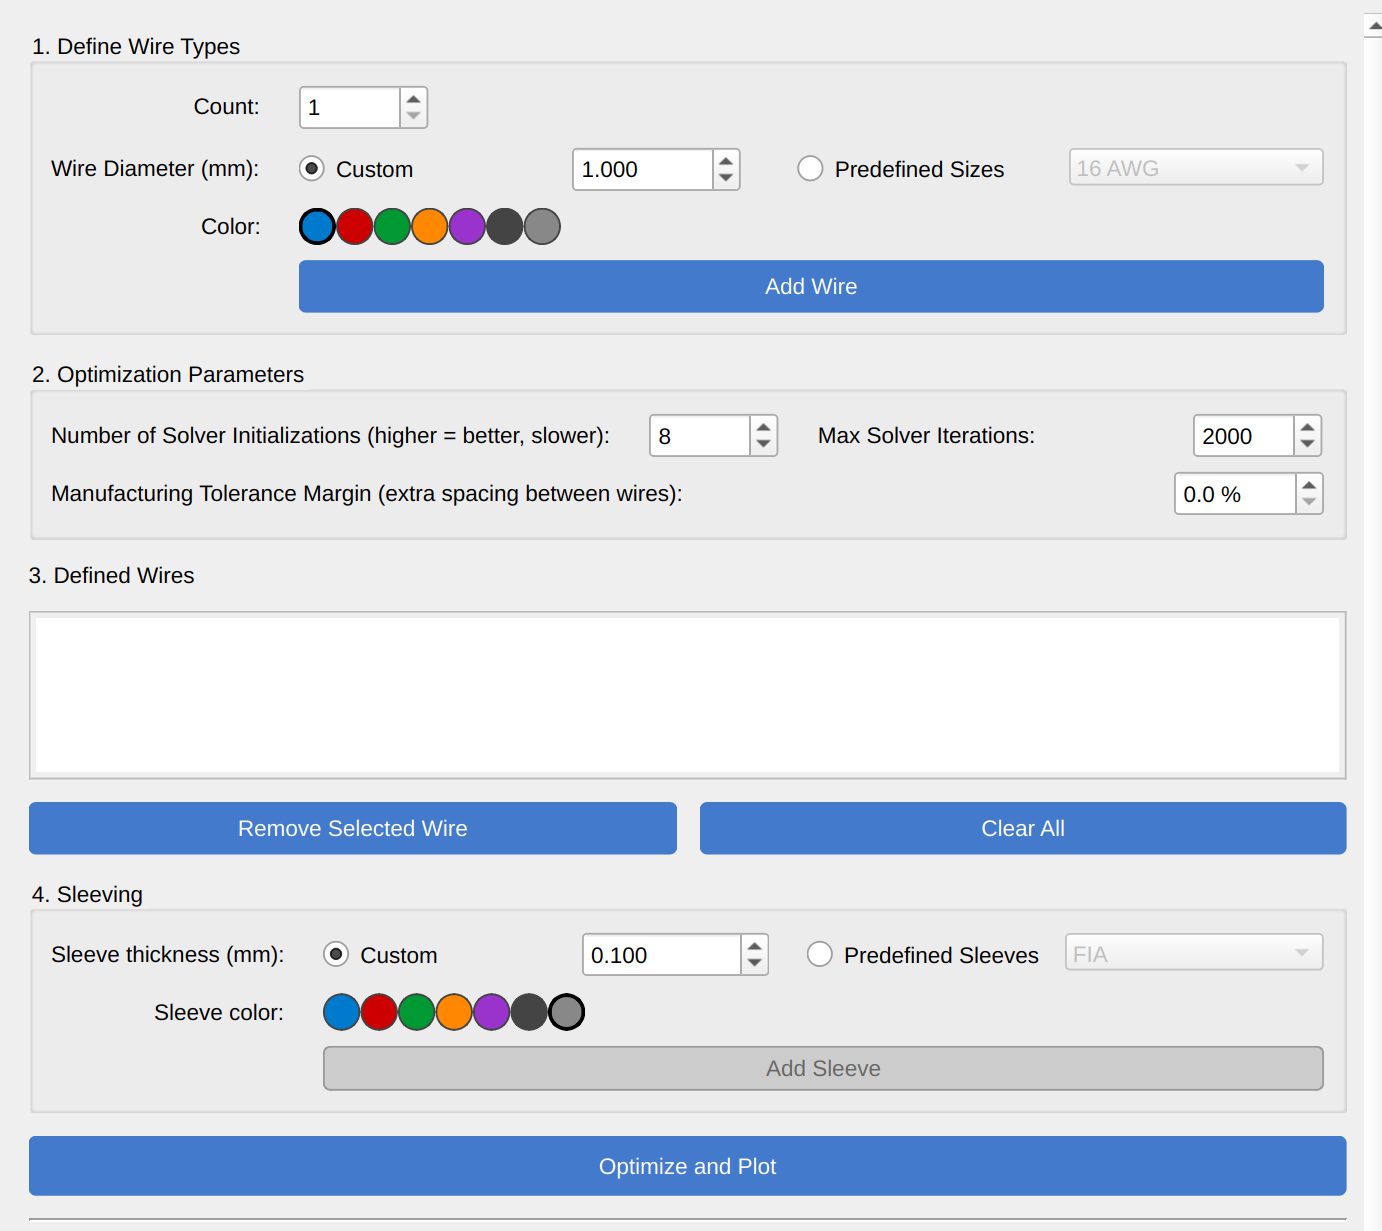 1. Define Wire Types
Count: 1
Wire Diameter (mm): Custom 1.000 Predefined Sizes 16 AWG
Color:
Add Wire
2. Optimization Parameters
Number of Solver Initializations (higher = better, slower): 8 Max Solver Iterations: 2000
Manufacturing Tolerance Margin (extra spacing between wires): 0.0 %
3. Defined Wires
Remove Selected Wire Clear All
4. Sleeving
Sleeve thickness (mm): Custom 0.100 Predefined Sleeves FIA
Sleeve color:
Add Sleeve
Optimize and Plot